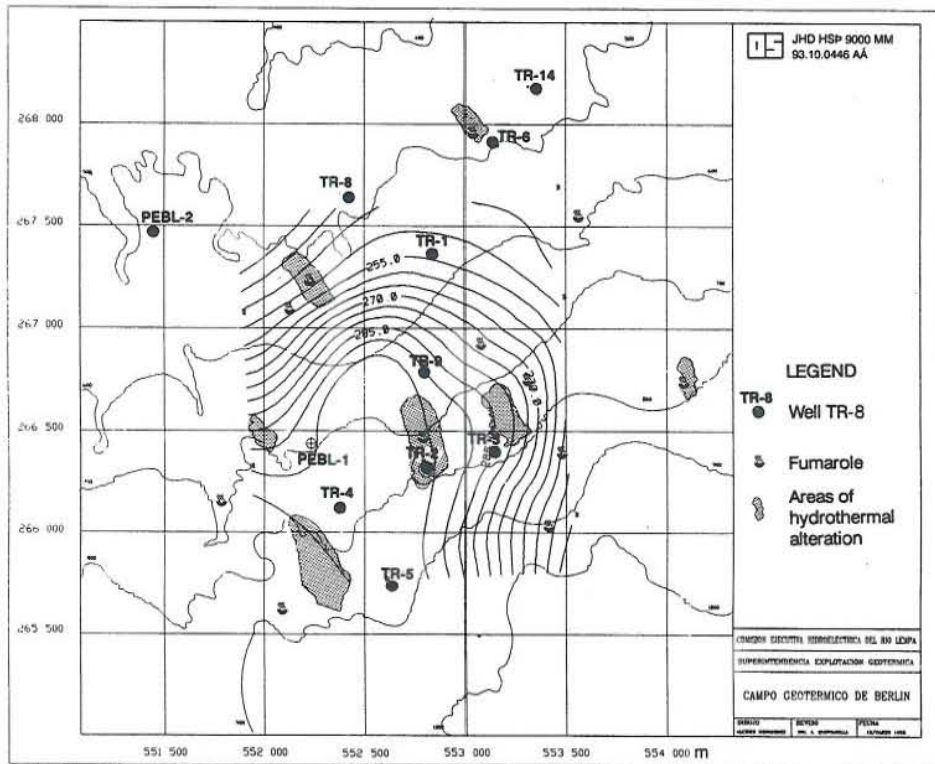 JHD HSÞ 9000 MM
93.10.0446 AÁ
TR-14
268 000
TR-6
TR-8
PEBL-2
267 500
TR-1
255.0
270.0
267 000
285.0
TR-9
LEGEND
TR-8
Well TR-8
266 500
PEBL-1
TR-2
TR-3
Fumarole
TR-4
Areas of
hydrothermal
alteration
266 000
TR-5
265 500
COMISION EJECUTIVA HIDROELECTRICA DEL RIO LEMPA
SUPERINTENDENCIA EXPLOTACION GEOTERMICA
CAMPO GEOTERMICO DE BERLIN
DIBUJO
REVISO
FECHA
551 500
552 000
552 500
553 000
553 500
554 000 m